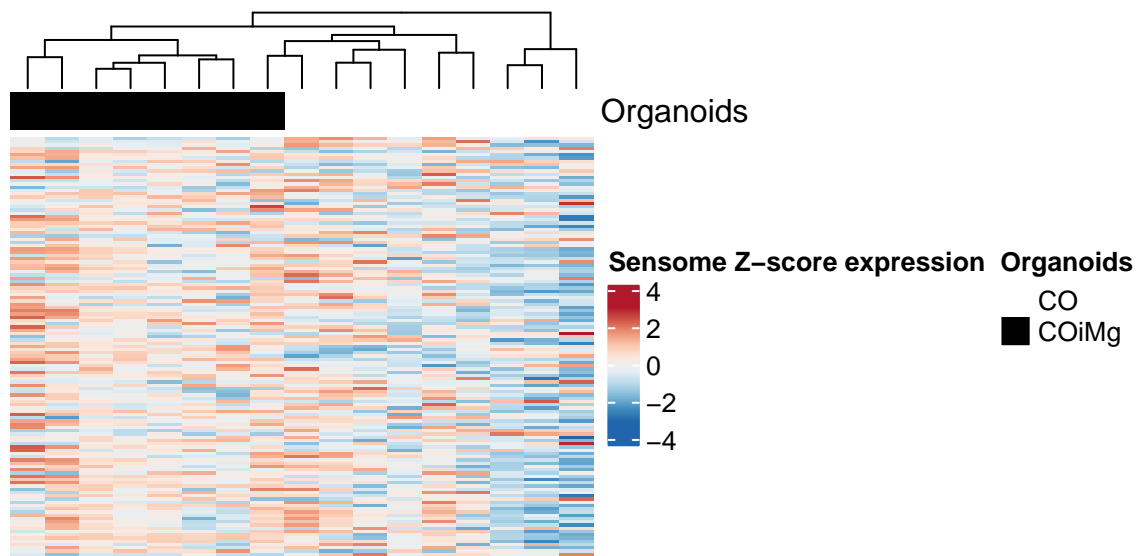 Organoids
Sensome Z−score expression
4
2
0
−2
−4
Organoids
CO
COiMg